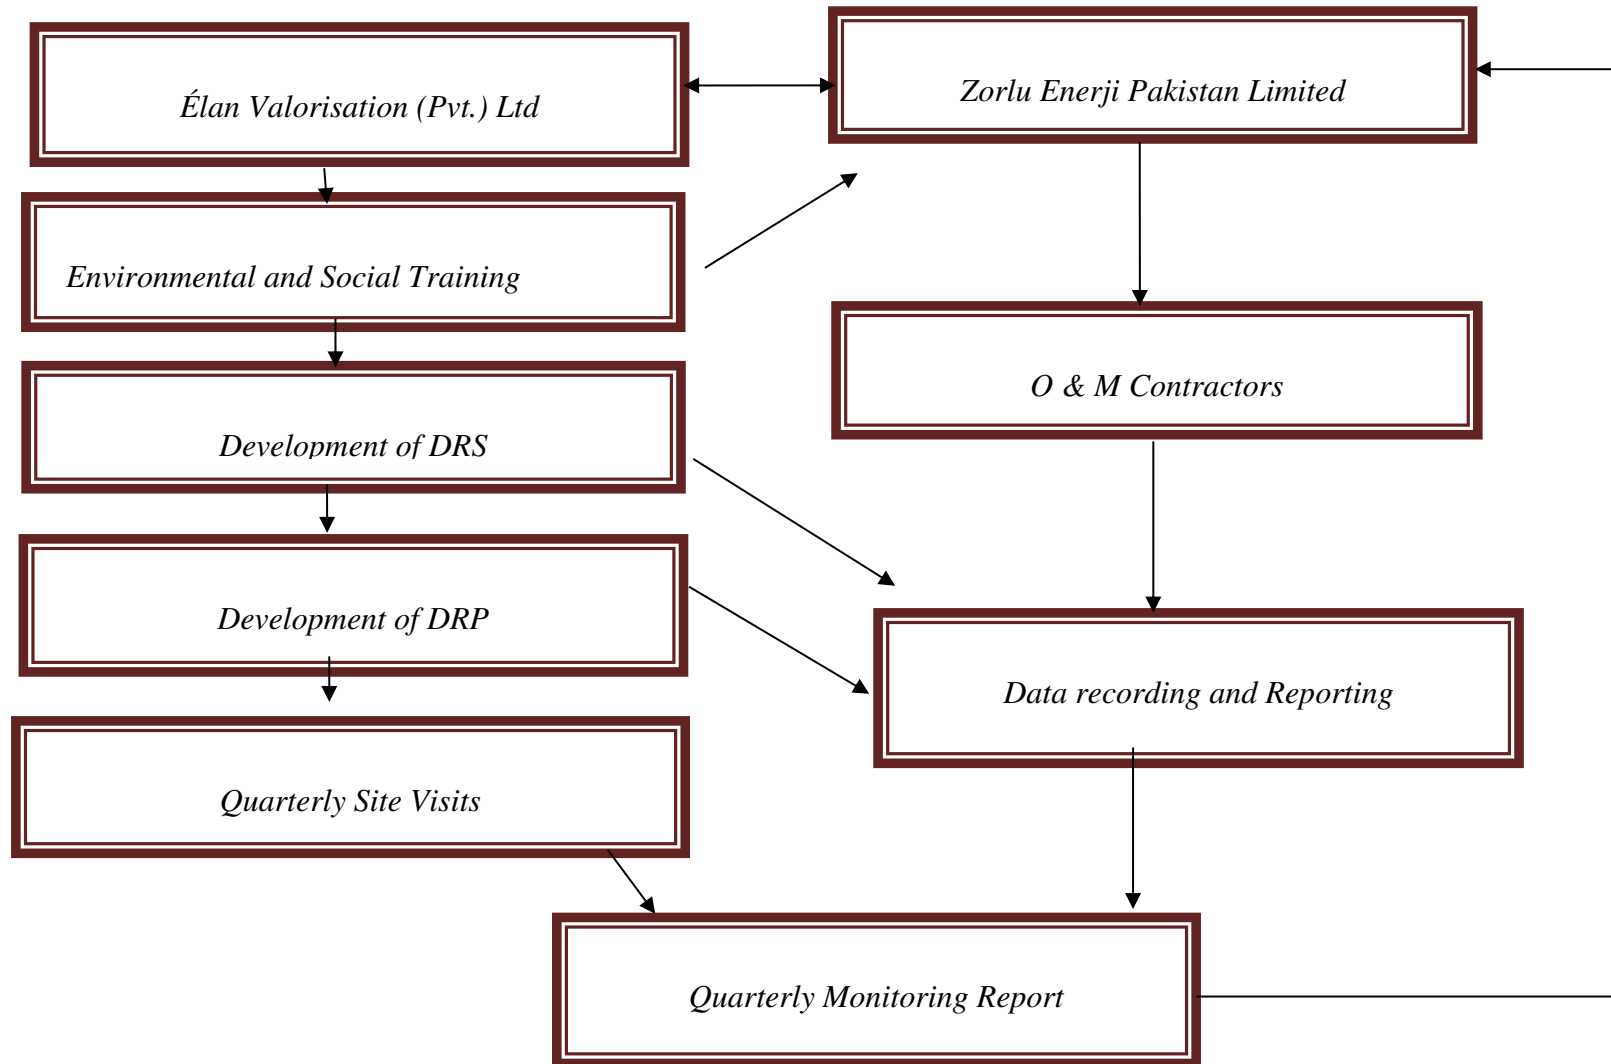 Élan Valorisation (Pvt.) Ltd
Zorlu Enerji Pakistan Limited
Environmental and Social Training
O & M Contractors
Development of DRS
Development of DRP
Data recording and Reporting
Quarterly Site Visits
Quarterly Monitoring Report